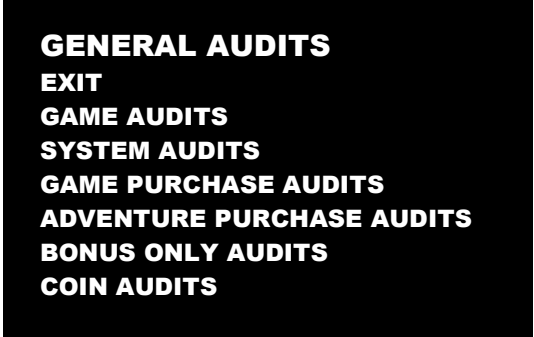 GENERAL AUDITS
EXIT
GAME AUDITS
SYSTEM AUDITS
GAME PURCHASE AUDITS
ADVENTURE PURCHASE AUDITS
BONUS ONLY AUDITS
COIN AUDITS